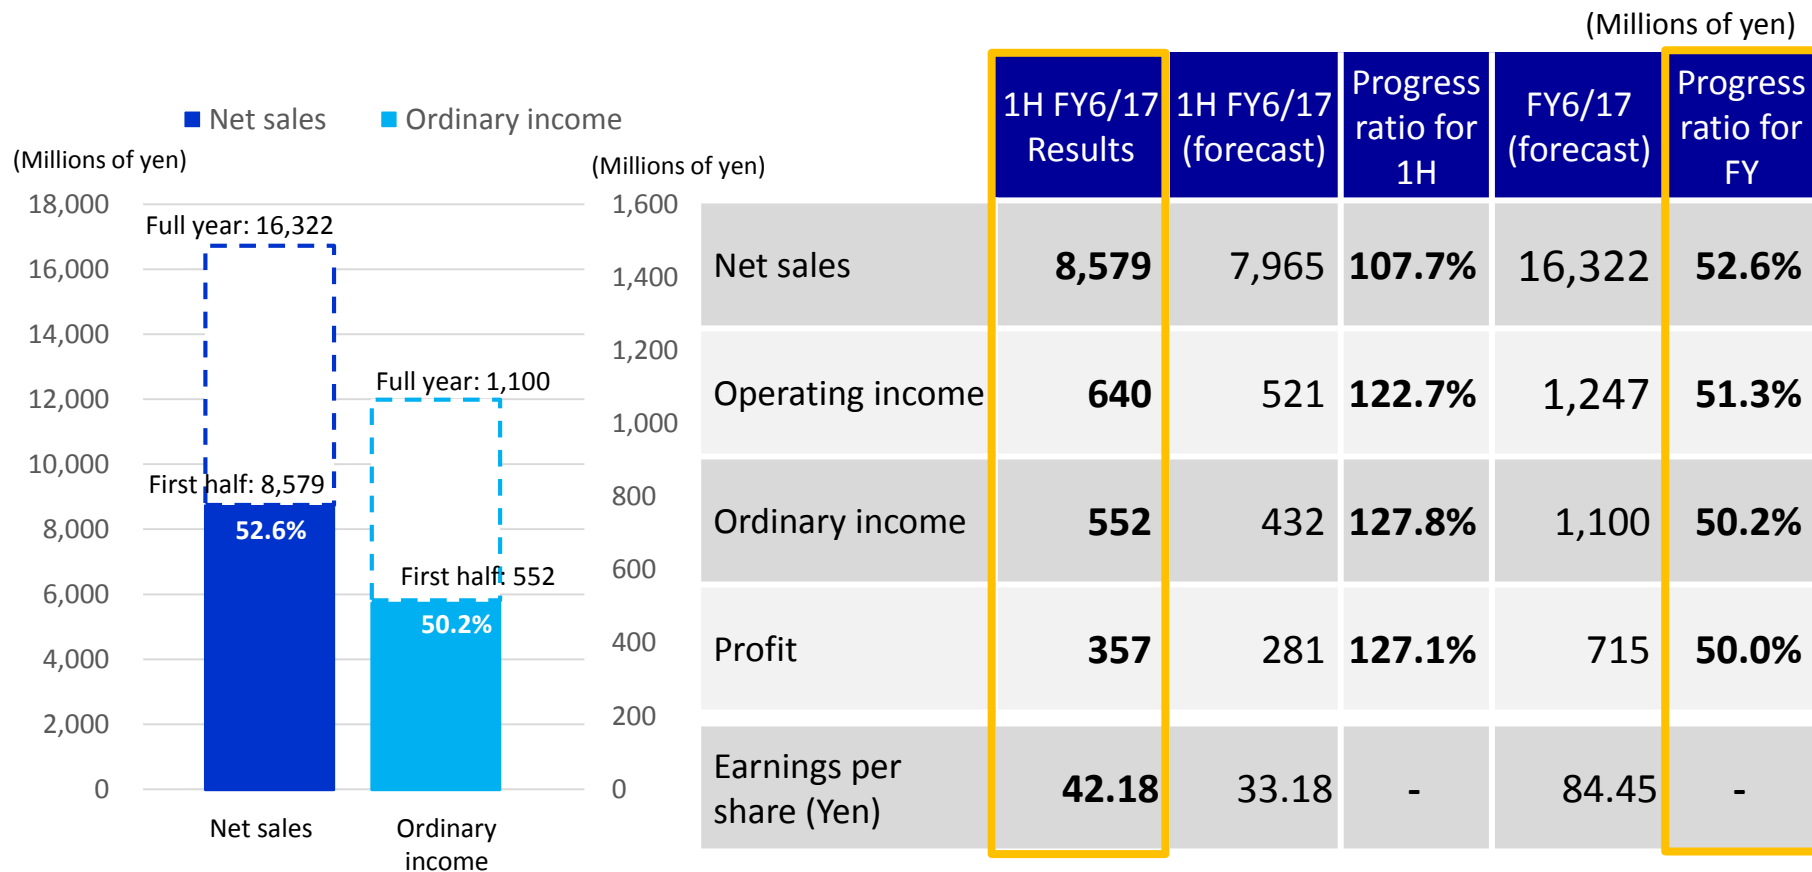 (Millions of yen)
Net sales
Ordinary income
(Millions of yen)
(Millions of yen)
18,000
16,000
14,000
12,000
10,000
8,000
6,000
4,000
2,000
0
Full year: 16,322
First half: 8,579
52.6%
Full year: 1,100
First half: 552
50.2%
1,600
1,400
1,200
1,000
800
600
400
200
0
Net sales
Ordinary
income
1H FY6/17
Results
1H FY6/17
(forecast)
Progress
ratio for
1H
FY6/17
(forecast)
Progress
ratio for
FY
Net sales 8,579 7,965 107.7% 16,322 52.6%
Operating income 640 521 122.7% 1,247 51.3%
Ordinary income 552 432 127.8% 1,100 50.2%
Profit 357 281 127.1% 715 50.0%
Earnings per
share (Yen) 42.18 33.18 - 84.45 -